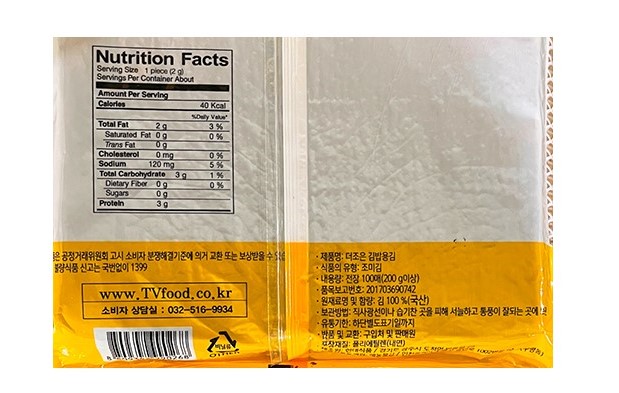 Nutrition Facts
Serving Size 1 piece (2 g)
Servings Per Container About
Amount Per Serving
Calories 40 Kcal
%Daily Value*
Total Fat 2 g 3 %
Saturated Fat 0 g 0 %
Trans Fat 0 g
Cholesterol 0 mg 0 %
Sodium 120 mg 5 %
Total Carbohydrate 3 g 1 %
Dietary Fiber 0 g 0 %
Sugars 0 g
Protein 3 g
은 공정거래위원회 고시 소비자 분쟁해결기준에 의거 교환 또는 보상받을 수
불량식품 신고는 국번없이 1399
www.TVfood.co.kr
소비자 상담실 : 032-516-9934
비닐류
OTHER
· 제품명: 더조은 김밥용김
· 식품의 유형: 조미김
· 내용량: 전장 100매(200 g이상)
· 품목보고번호: 201703690742
· 원재료명 및 함량: 김 100 %(국산)
· 보관방법: 직사광선이나 습기찬 곳을 피해 서늘하고 통풍이 잘되는 곳에
· 유통기한: 하단별도표기일까지
· 반품 및 교환: 구입처 및 판매원
· 포장재질: 폴리에틸렌(내면)